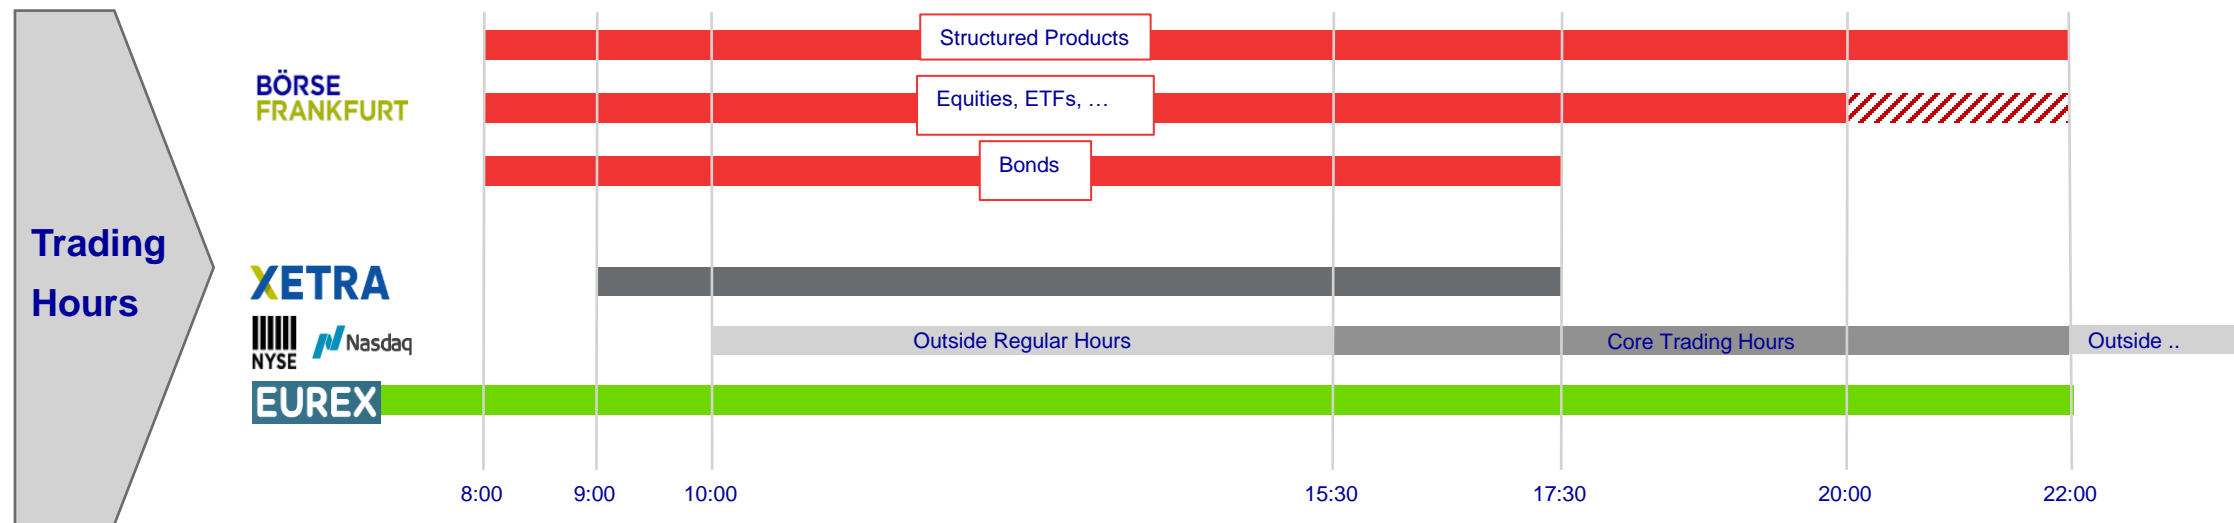 Trading
Hours
BÖRSE
FRANKFURT
Structured Products
Equities, ETFs, …
Bonds
XETRA
NYSE
Nasdaq
Outside Regular Hours
Core Trading Hours
Outside ..
EUREX
8:00
9:00
10:00
15:30
17:30
20:00
22:00